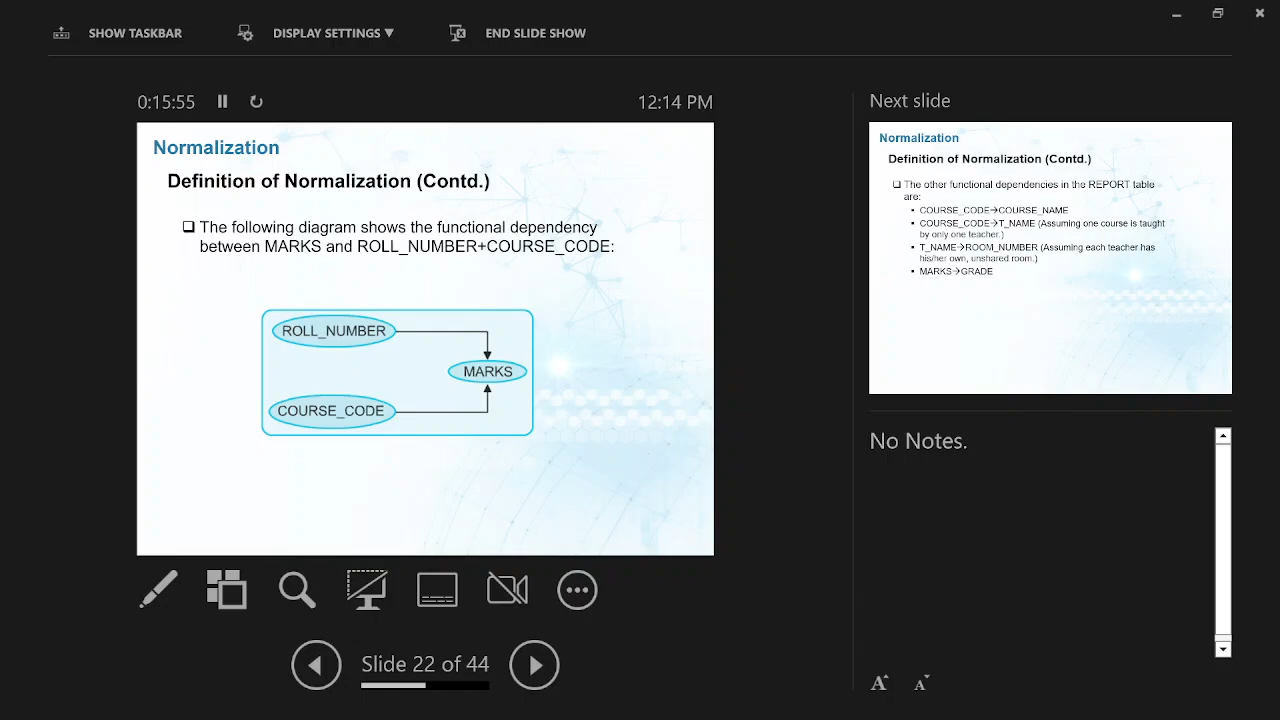 SHOW TASKBAR
DISPLAY SETTINGS ▼
END SLIDE SHOW
0:15:55
12:14 PM
Normalization
Definition of Normalization (Contd.)
❑ The following diagram shows the functional dependency
between MARKS and ROLL_NUMBER+COURSE_CODE:
ROLL_NUMBER
MARKS
COURSE_CODE
Slide 22 of 44
Next slide
Normalization
Definition of Normalization (Contd.)
❑ The other functional dependencies in the REPORT table
are:
▪ COURSE_CODE→COURSE_NAME
▪ COURSE_CODE→T_NAME (Assuming one course is taught
by only one teacher.)
▪ T_NAME→ROOM_NUMBER (Assuming each teacher has
his/her own, unshared room.)
▪ MARKS→GRADE
No Notes.
A A